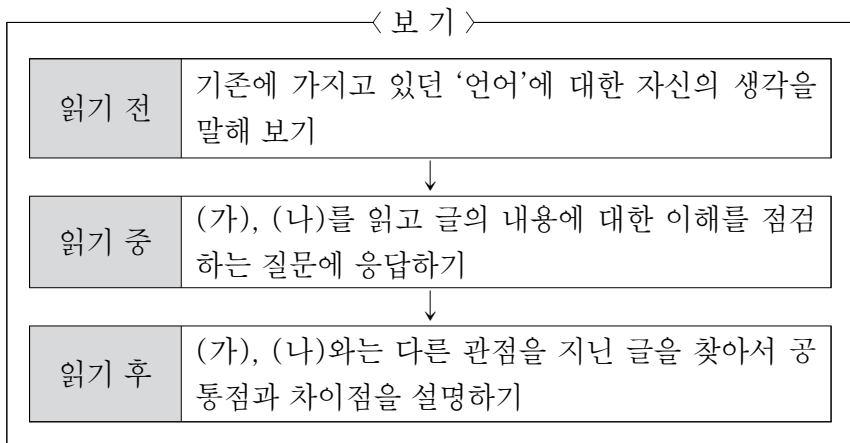 〈 보 기 〉
읽기 전
기존에 가지고 있던 ‘언어’에 대한 자신의 생각을
말해 보기
↓
읽기 중
(가), (나)를 읽고 글의 내용에 대한 이해를 점검
하는 질문에 응답하기
↓
읽기 후
(가), (나)와는 다른 관점을 지닌 글을 찾아서 공
통점과 차이점을 설명하기